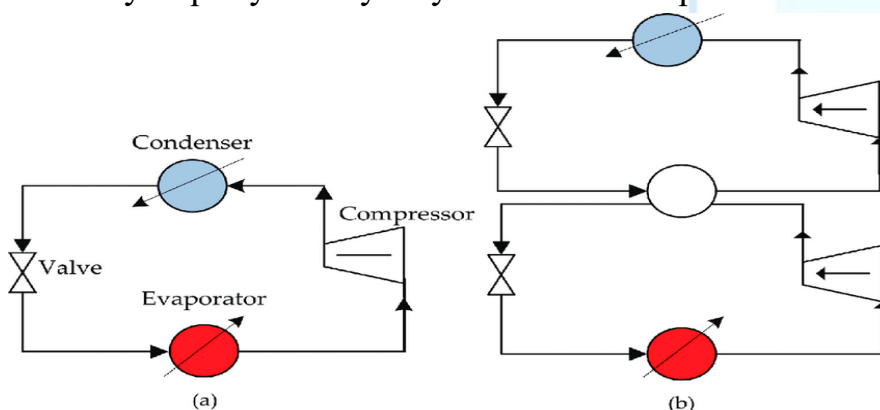 Condenser
Compressor
Valve
Evaporator
(a)
(b)